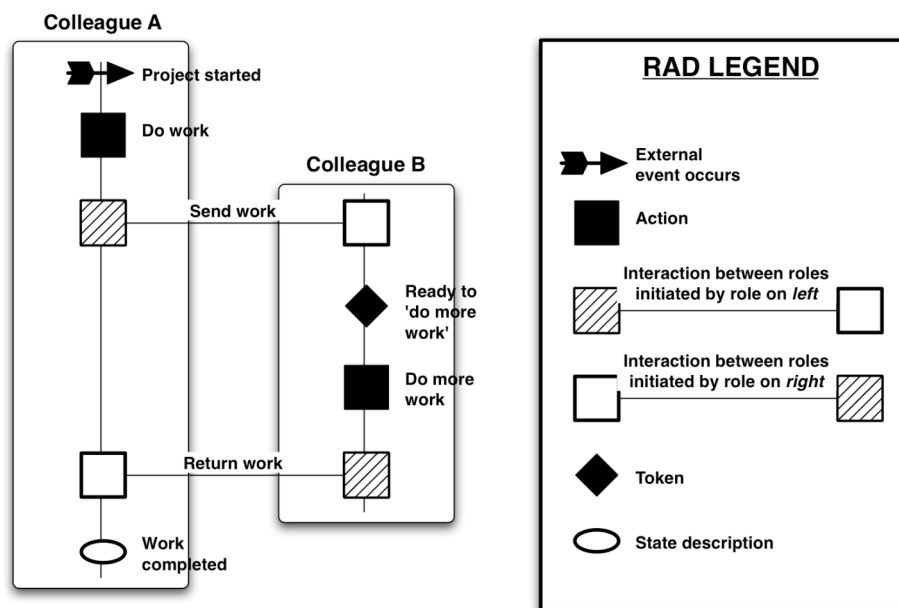 Colleague A
Project started
Do work
Colleague B
Send work
Ready to
'do more
work'
Do more
work
Return work
Work
completed
RAD LEGEND
External
event occurs
Action
Interaction between roles
initiated by role on left
Interaction between roles
initiated by role on right
Token
State description